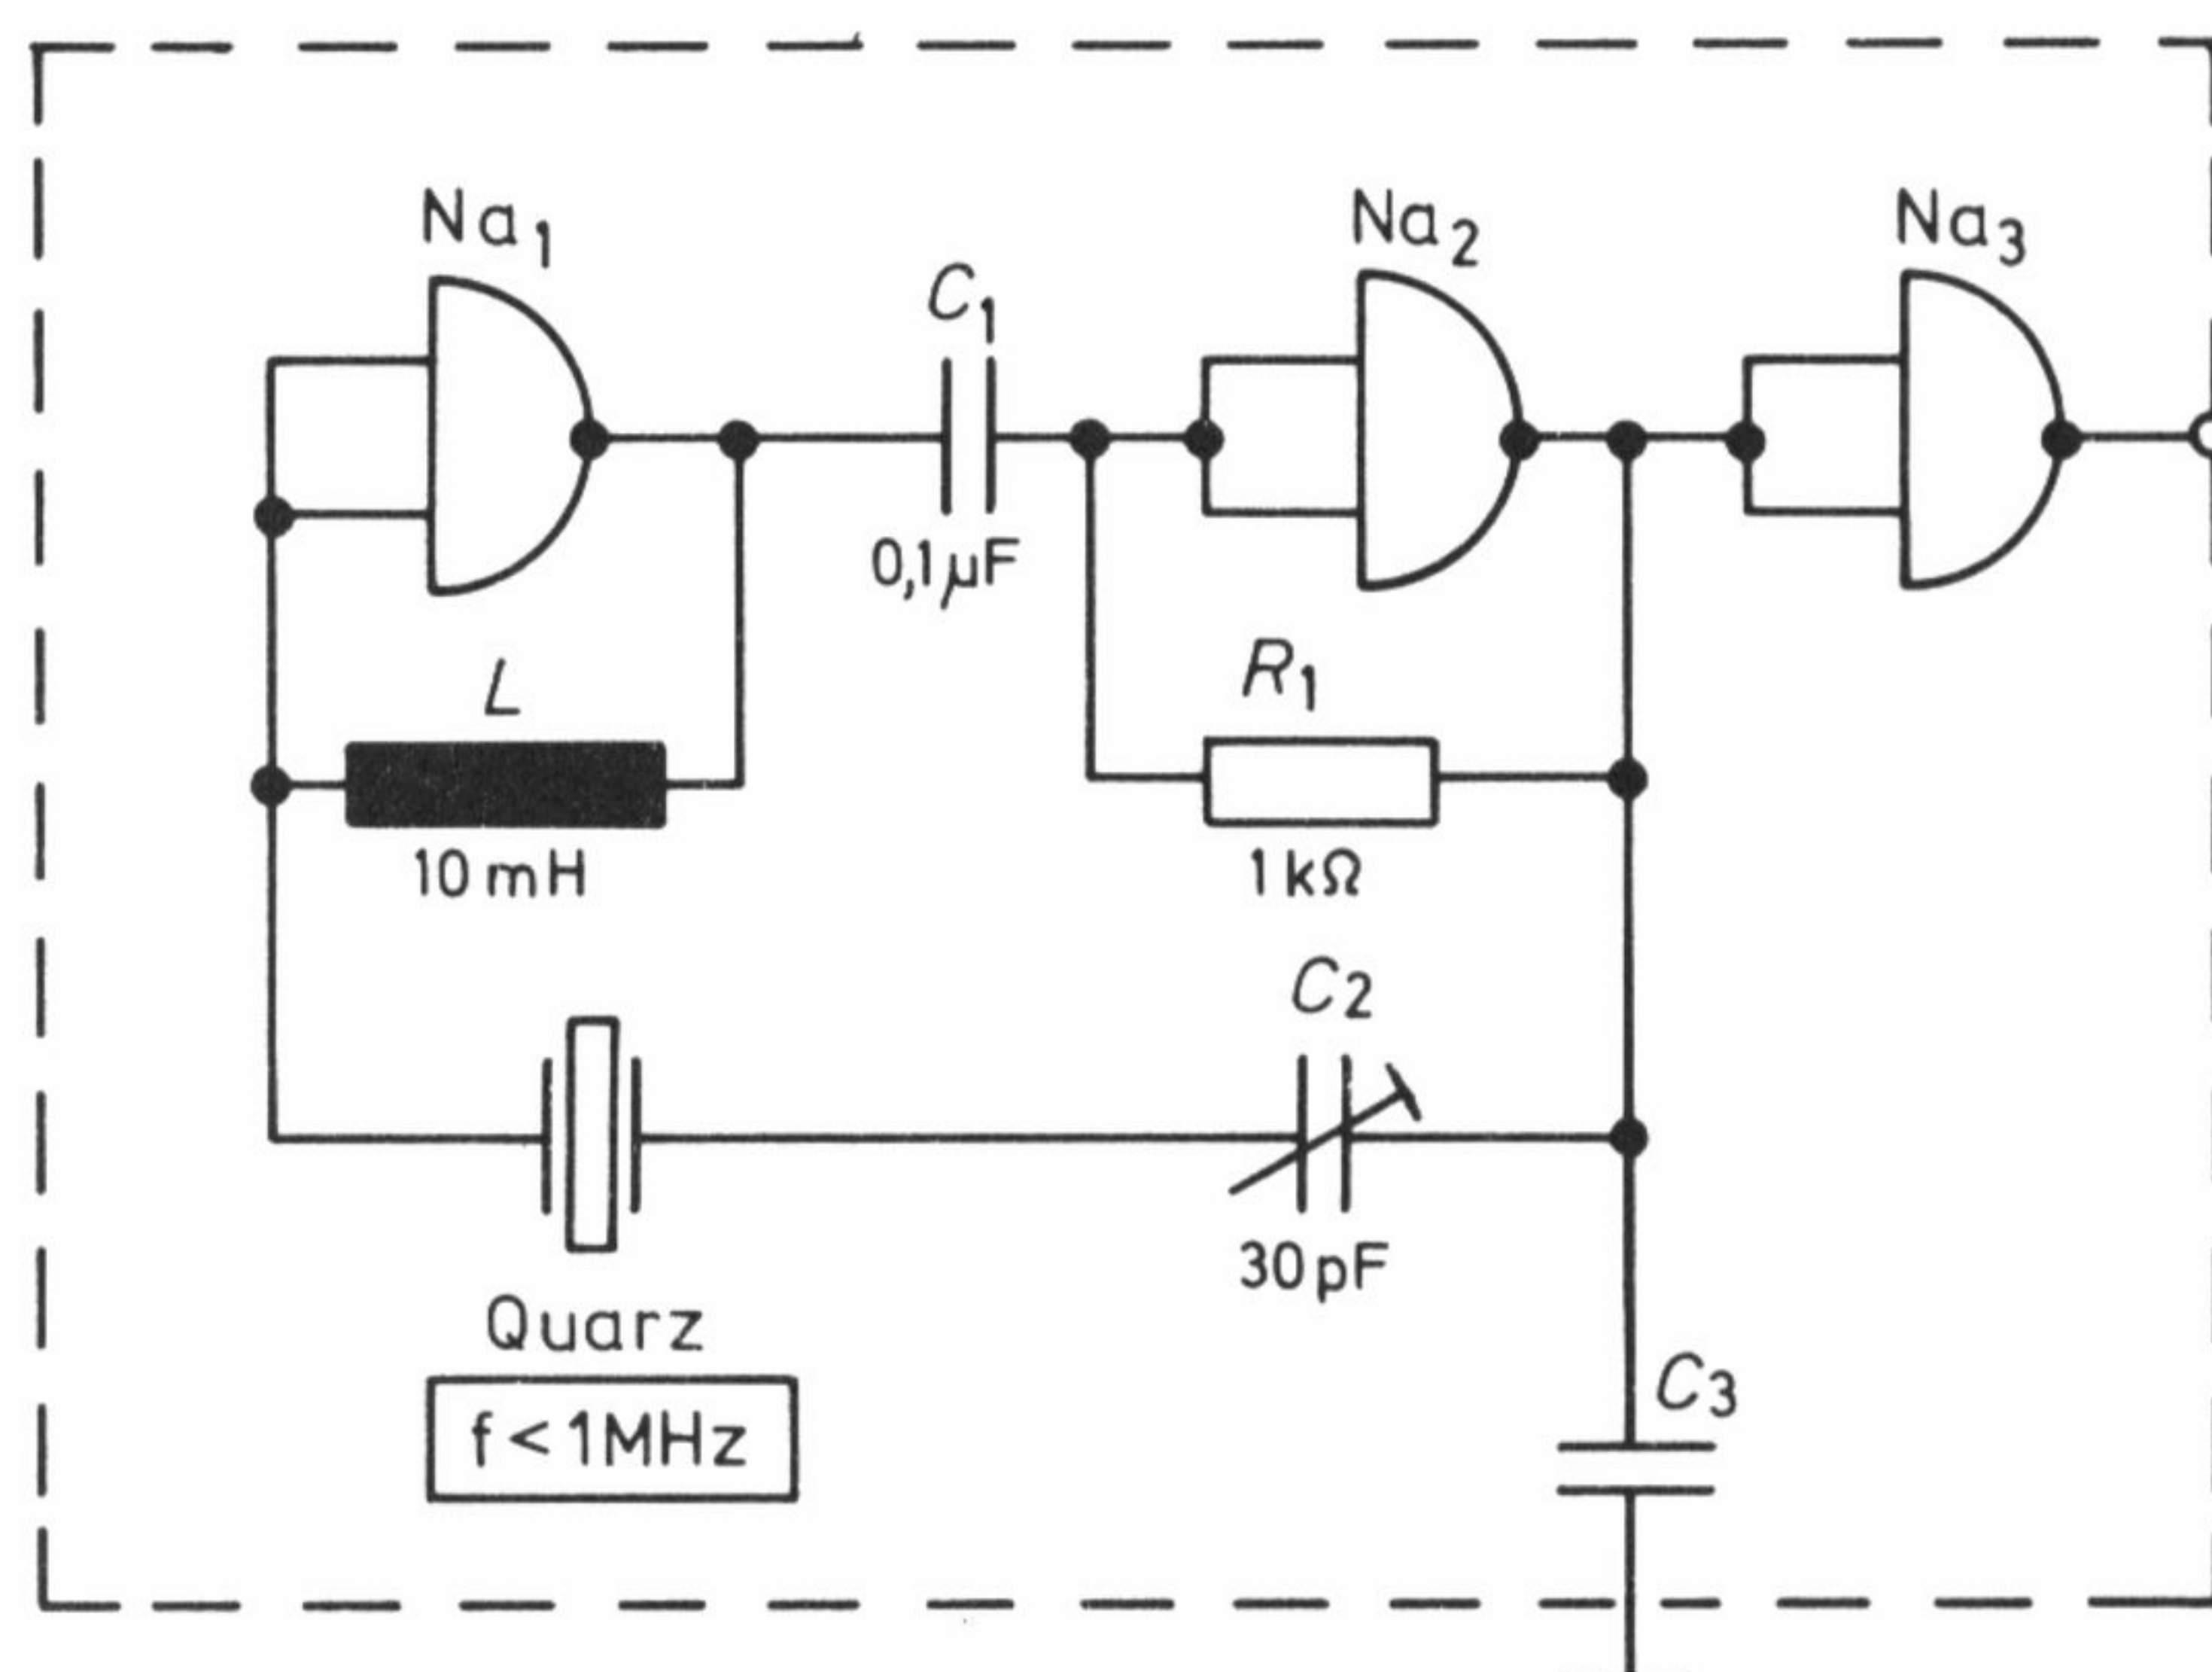 Na1
Na2
Na3
C1
0,1µF
L
10 mH
R1
1 kΩ
C2
30 pF
Quarz
f < 1MHz
C3